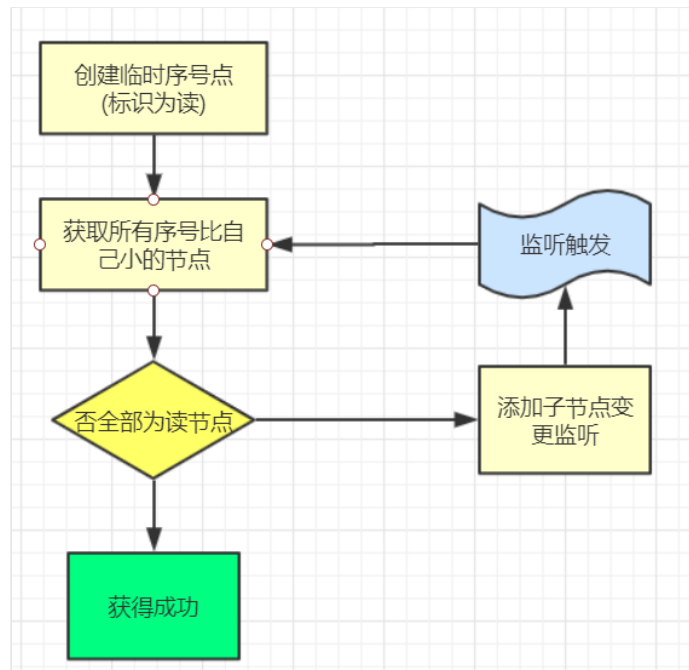 创建临时序号点
(标识为读)
获取所有序号比自
己小的节点
监听触发
否全部为读节点
添加子节点变
更监听
获得成功